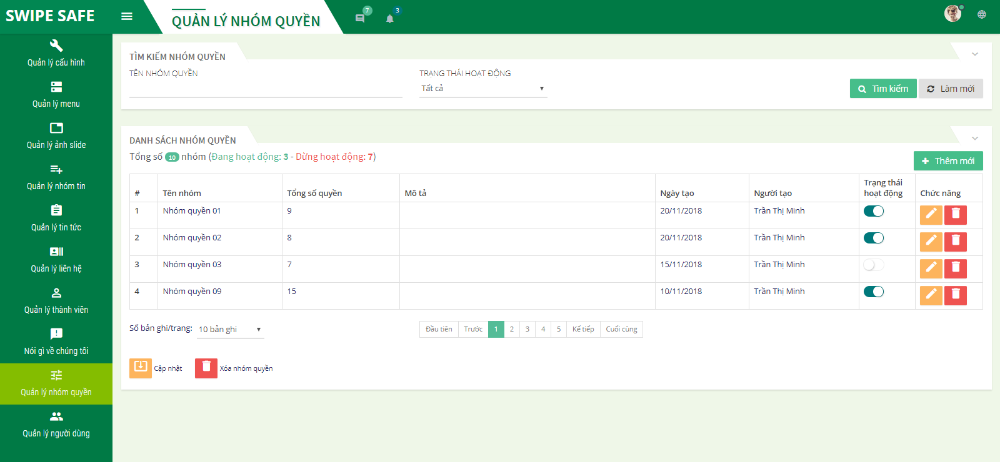 SWIPE SAFE
QUẢN LÝ NHÓM QUYỀN
7
3
Quản lý cấu hình
Quản lý menu
Quản lý ảnh slide
Quản lý nhóm tin
Quản lý tin tức
Quản lý liên hệ
Quản lý thành viên
Nói gì về chúng tôi
Quản lý nhóm quyền
Quản lý người dùng
TÌM KIẾM NHÓM QUYỀN
TÊN NHÓM QUYỀN
TRẠNG THÁI HOẠT ĐỘNG
Tất cả
Tìm kiếm
Làm mới
DANH SÁCH NHÓM QUYỀN
Tổng số 10 nhóm (Đang hoạt động: 3 - Dừng hoạt động: 7)
Thêm mới
# Tên nhóm Tổng số quyền Mô tả Ngày tạo Người tạo Trạng thái hoạt động Chức năng
1 Nhóm quyền 01 9 20/11/2018 Trần Thị Minh
2 Nhóm quyền 02 8 20/11/2018 Trần Thị Minh
3 Nhóm quyền 03 7 15/11/2018 Trần Thị Minh
4 Nhóm quyền 09 15 10/11/2018 Trần Thị Minh
Số bản ghi/trang: 10 bản ghi
Đầu tiên Trước 1 2 3 4 5 Kế tiếp Cuối cùng
Cập nhật
Xóa nhóm quyền